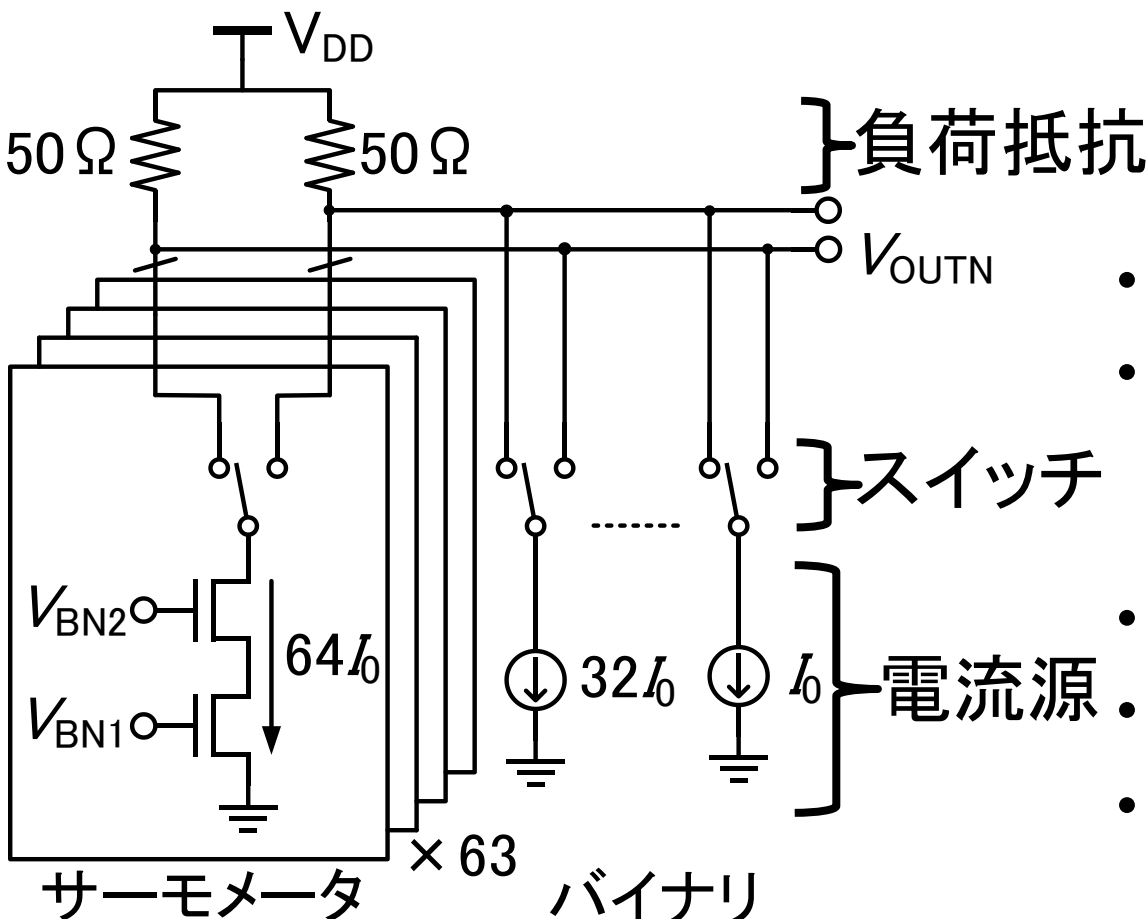 V_DD
50Ω 50Ω
負荷抵抗
V_OUTN
スイッチ
V_BN2
64I_0
32I_0
I_0
電流源
V_BN1
× 63
サーモメータ
バイナリ